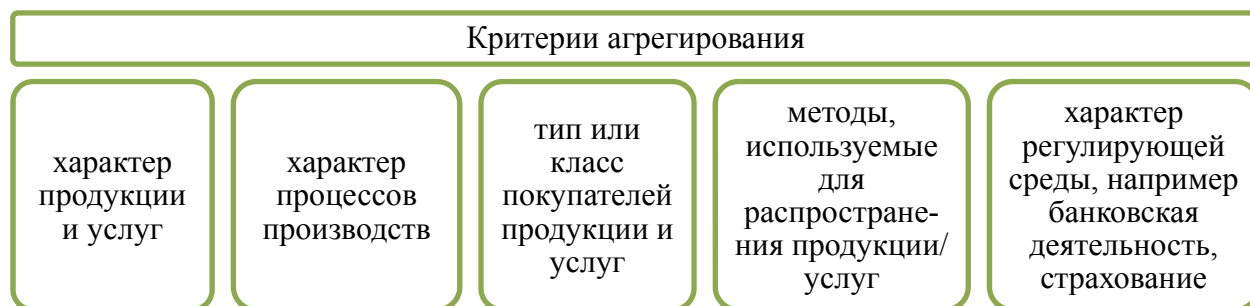 Критерии агрегирования
характер
продукции
и услуг
характер
процессов
производств
тип или
класс
покупателей
продукции и
услуг
методы,
используемые
для
распростране-
ния продукции/
услуг
характер
регулирующей
среды, например
банковская
деятельность,
страхование